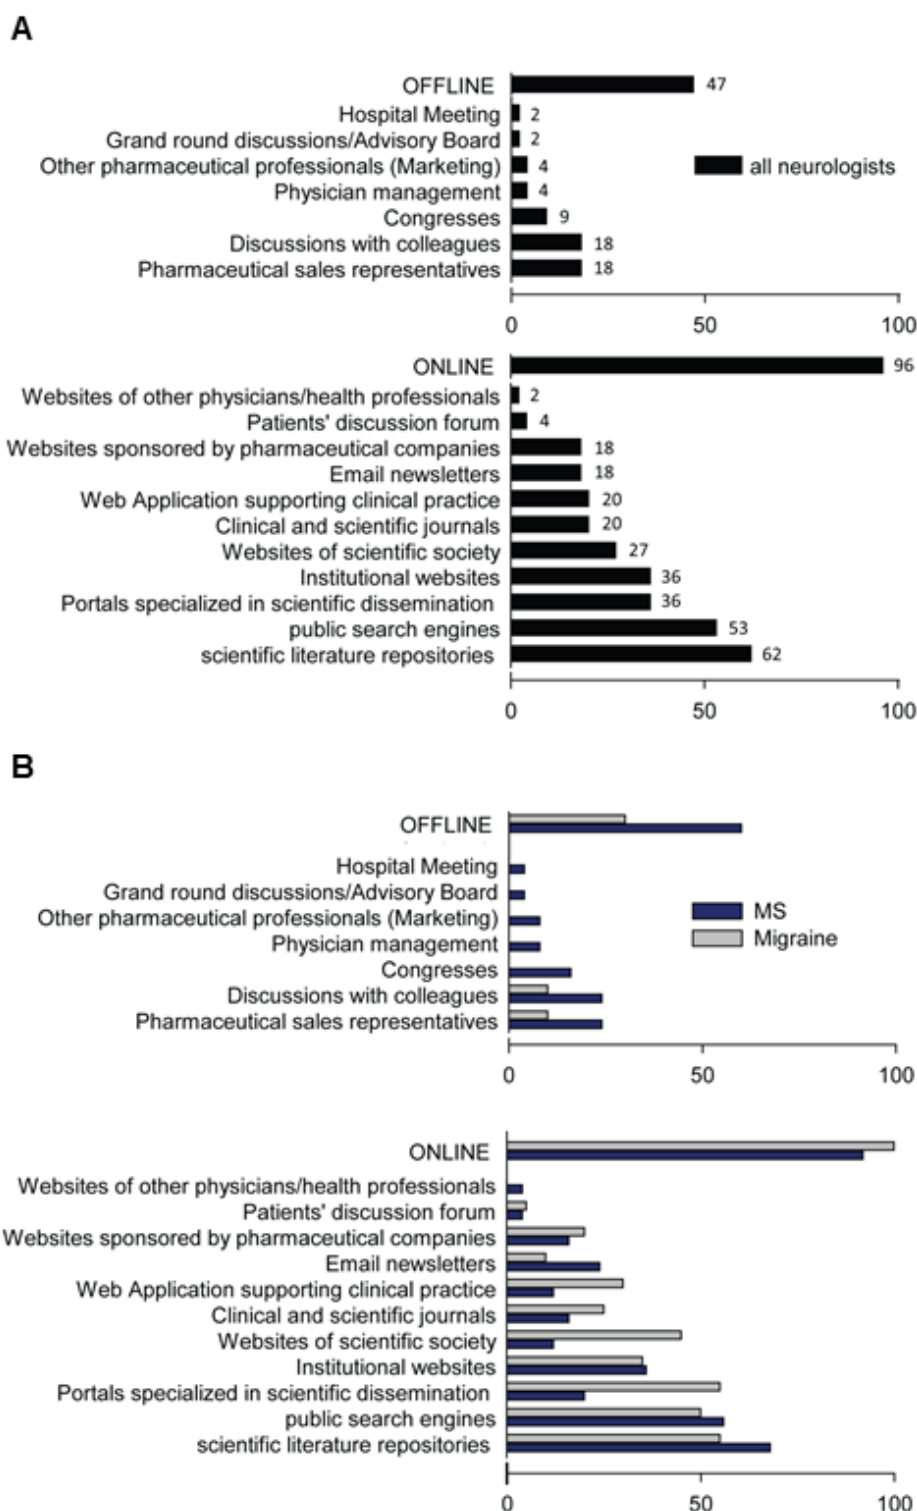 A
OFFLINE 47
Hospital Meeting 2
Grand round discussions/Advisory Board 2
Other pharmaceutical professionals (Marketing) 4 all neurologists
Physician management 4
Congresses 9
Discussions with colleagues 18
Pharmaceutical sales representatives 18
0 50 100
ONLINE 96
Websites of other physicians/health professionals 2
Patients' discussion forum 4
Websites sponsored by pharmaceutical companies 18
Email newsletters 18
Web Application supporting clinical practice 20
Clinical and scientific journals 20
Websites of scientific society 27
Institutional websites 36
Portals specialized in scientific dissemination 36
public search engines 53
scientific literature repositories 62
0 50 100
B
OFFLINE
Hospital Meeting
Grand round discussions/Advisory Board MS
Other pharmaceutical professionals (Marketing)
Physician management Migraine
Congresses
Discussions with colleagues
Pharmaceutical sales representatives
0 50 100
ONLINE
Websites of other physicians/health professionals
Patients' discussion forum
Websites sponsored by pharmaceutical companies
Email newsletters
Web Application supporting clinical practice
Clinical and scientific journals
Websites of scientific society
Institutional websites
Portals specialized in scientific dissemination
public search engines
scientific literature repositories
0 50 100